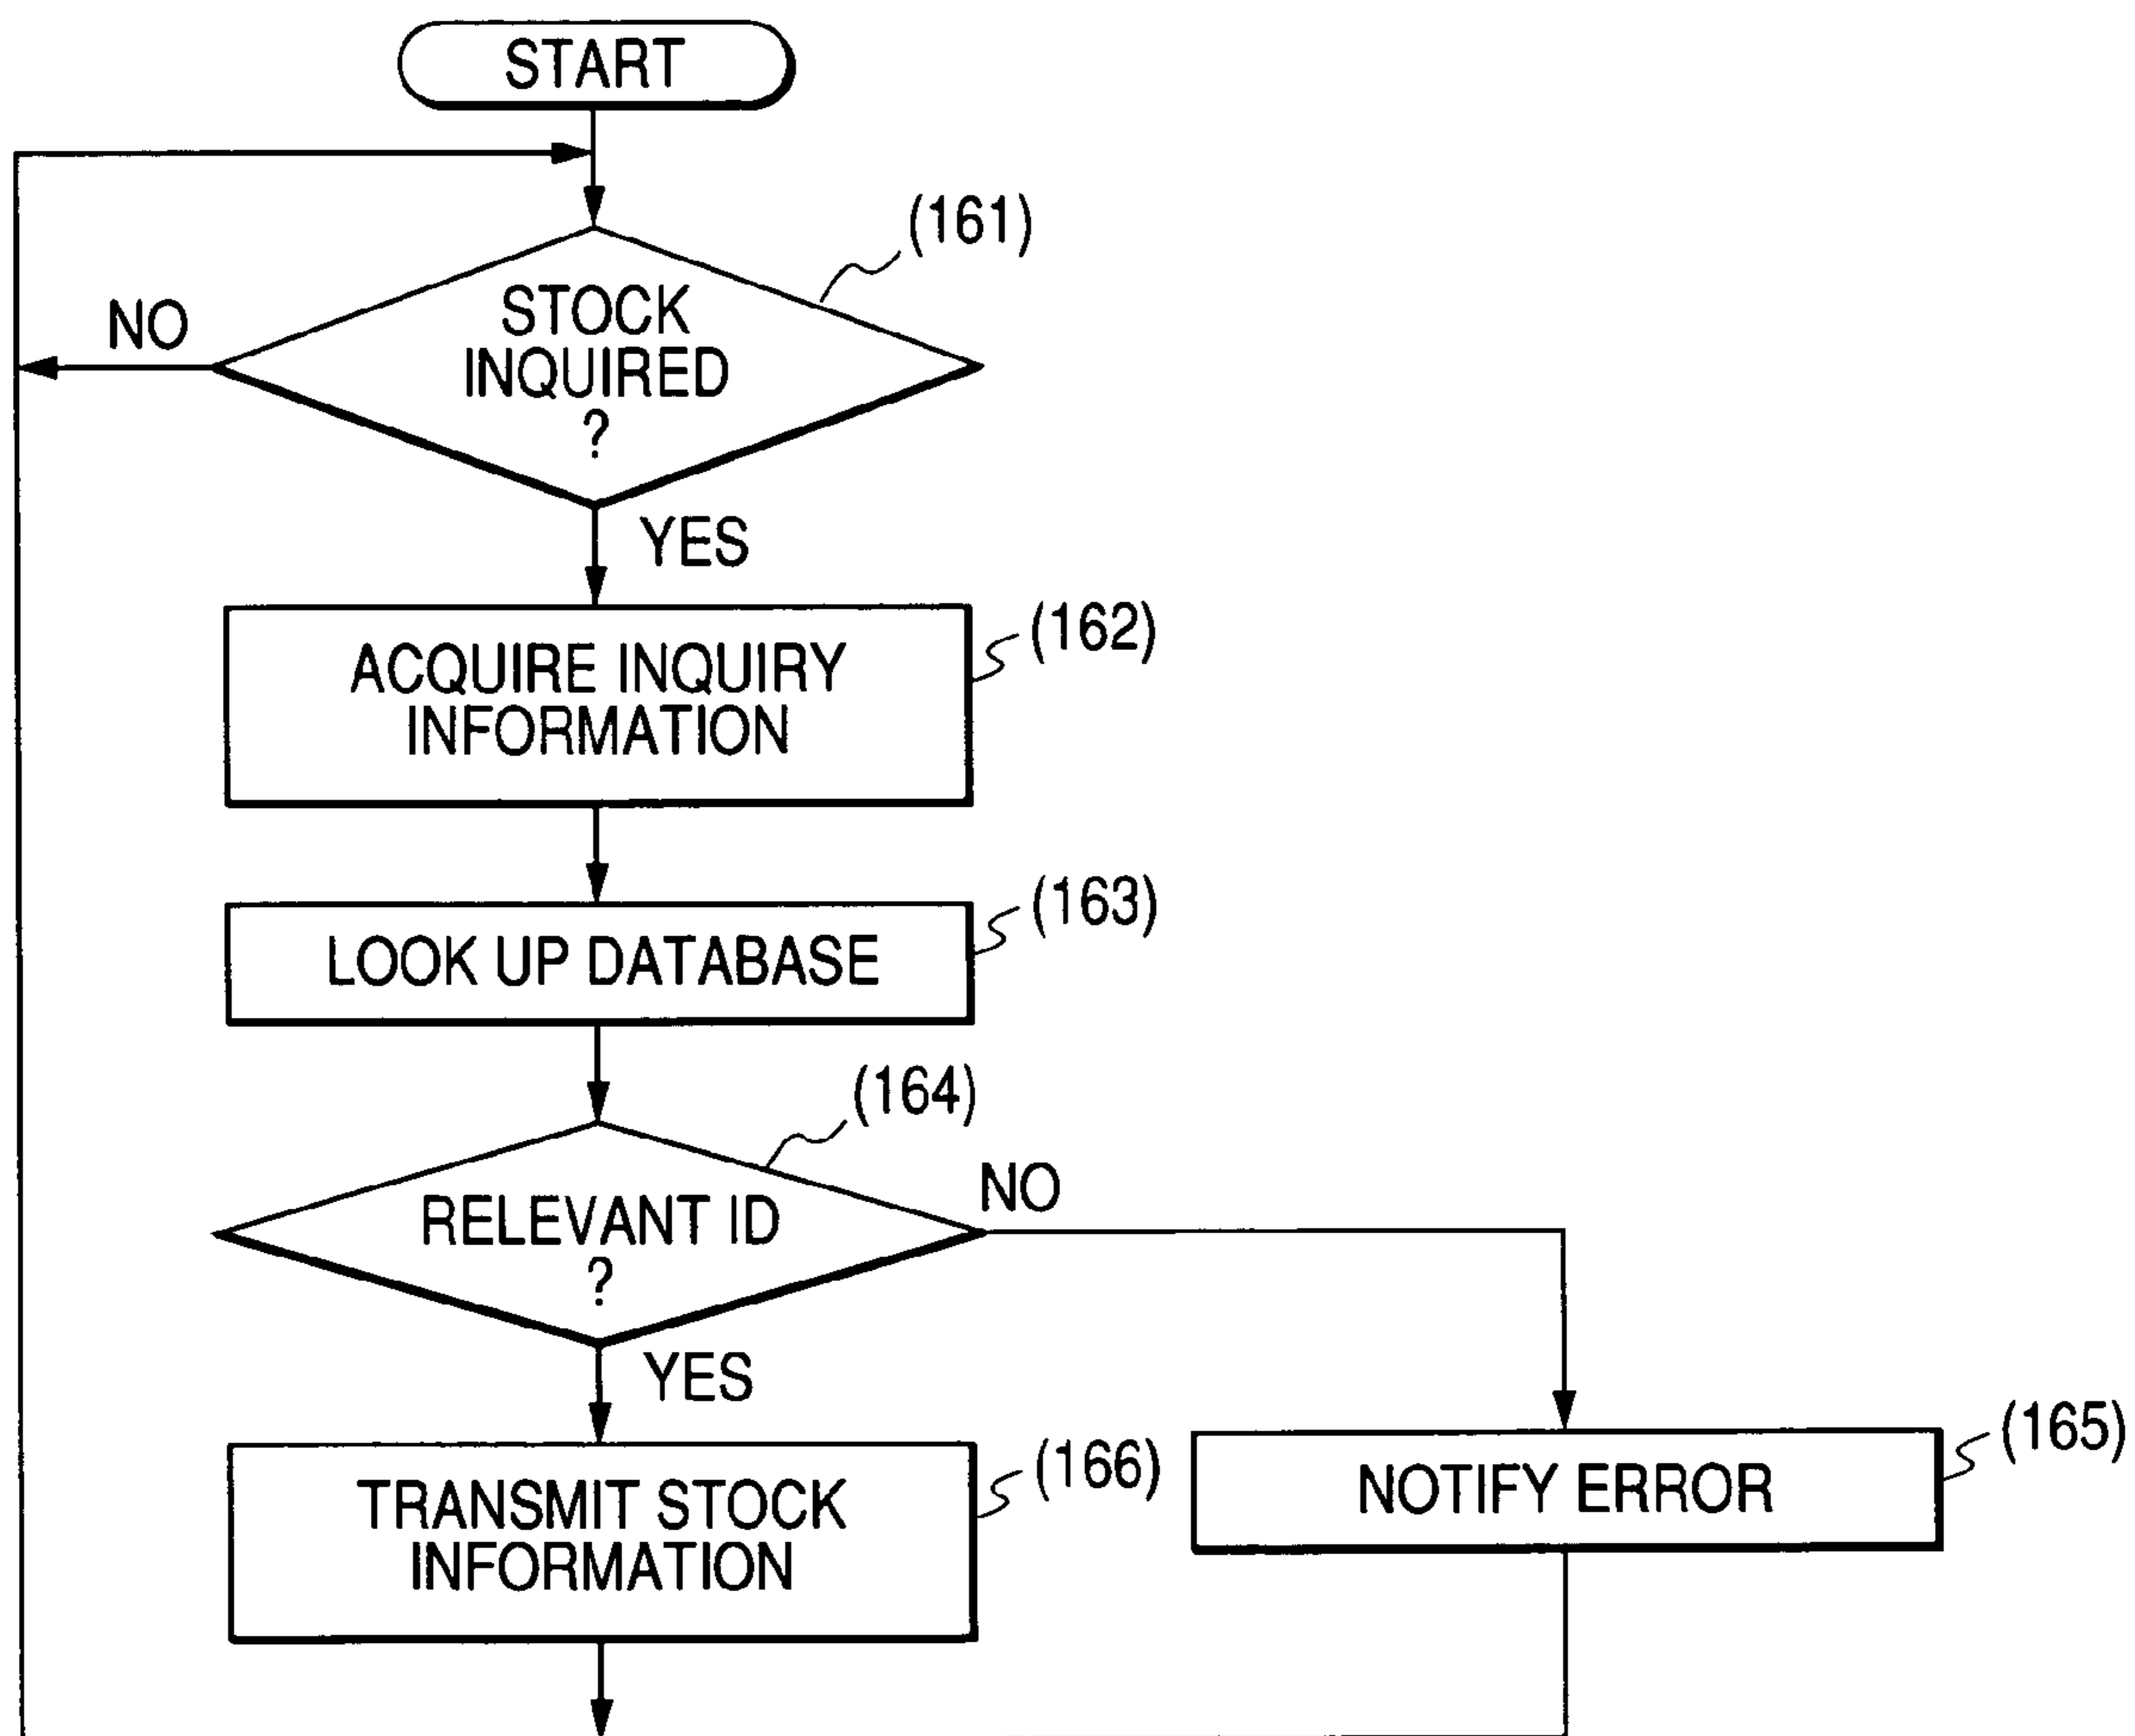 START
(161)
NO
STOCK
INQUIRED
?
YES
(162)
ACQUIRE INQUIRY
INFORMATION
(163)
LOOK UP DATABASE
(164)
NO
RELEVANT ID
?
YES
(165)
(166)
TRANSMIT STOCK
INFORMATION
NOTIFY ERROR